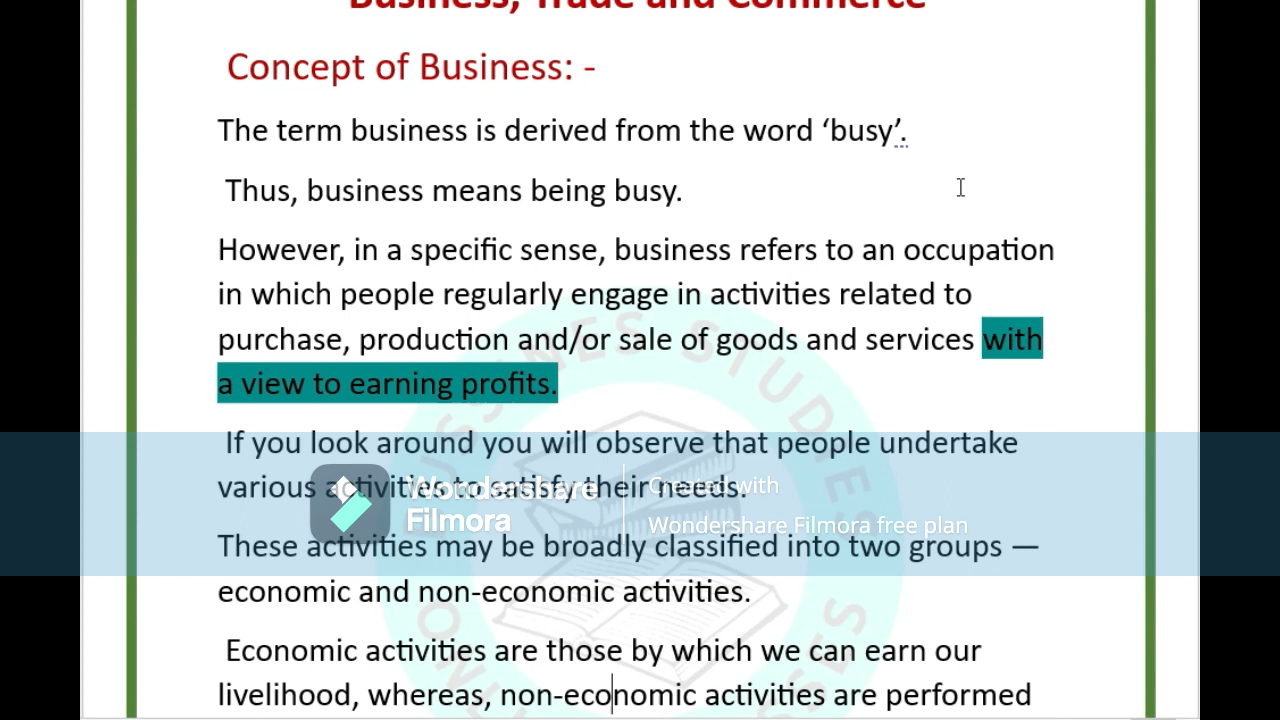 Business, Trade and Commerce
Concept of Business: -
The term business is derived from the word ‘busy’.
Thus, business means being busy.
However, in a specific sense, business refers to an occupation
in which people regularly engage in activities related to
purchase, production and/or sale of goods and services with
a view to earning profits.
If you look around you will observe that people undertake
various activities to satisfy their needs.
Wondershare
Filmora
Created with
Wondershare Filmora free plan
These activities may be broadly classified into two groups —
economic and non-economic activities.
Economic activities are those by which we can earn our
livelihood, whereas, non-economic activities are performed